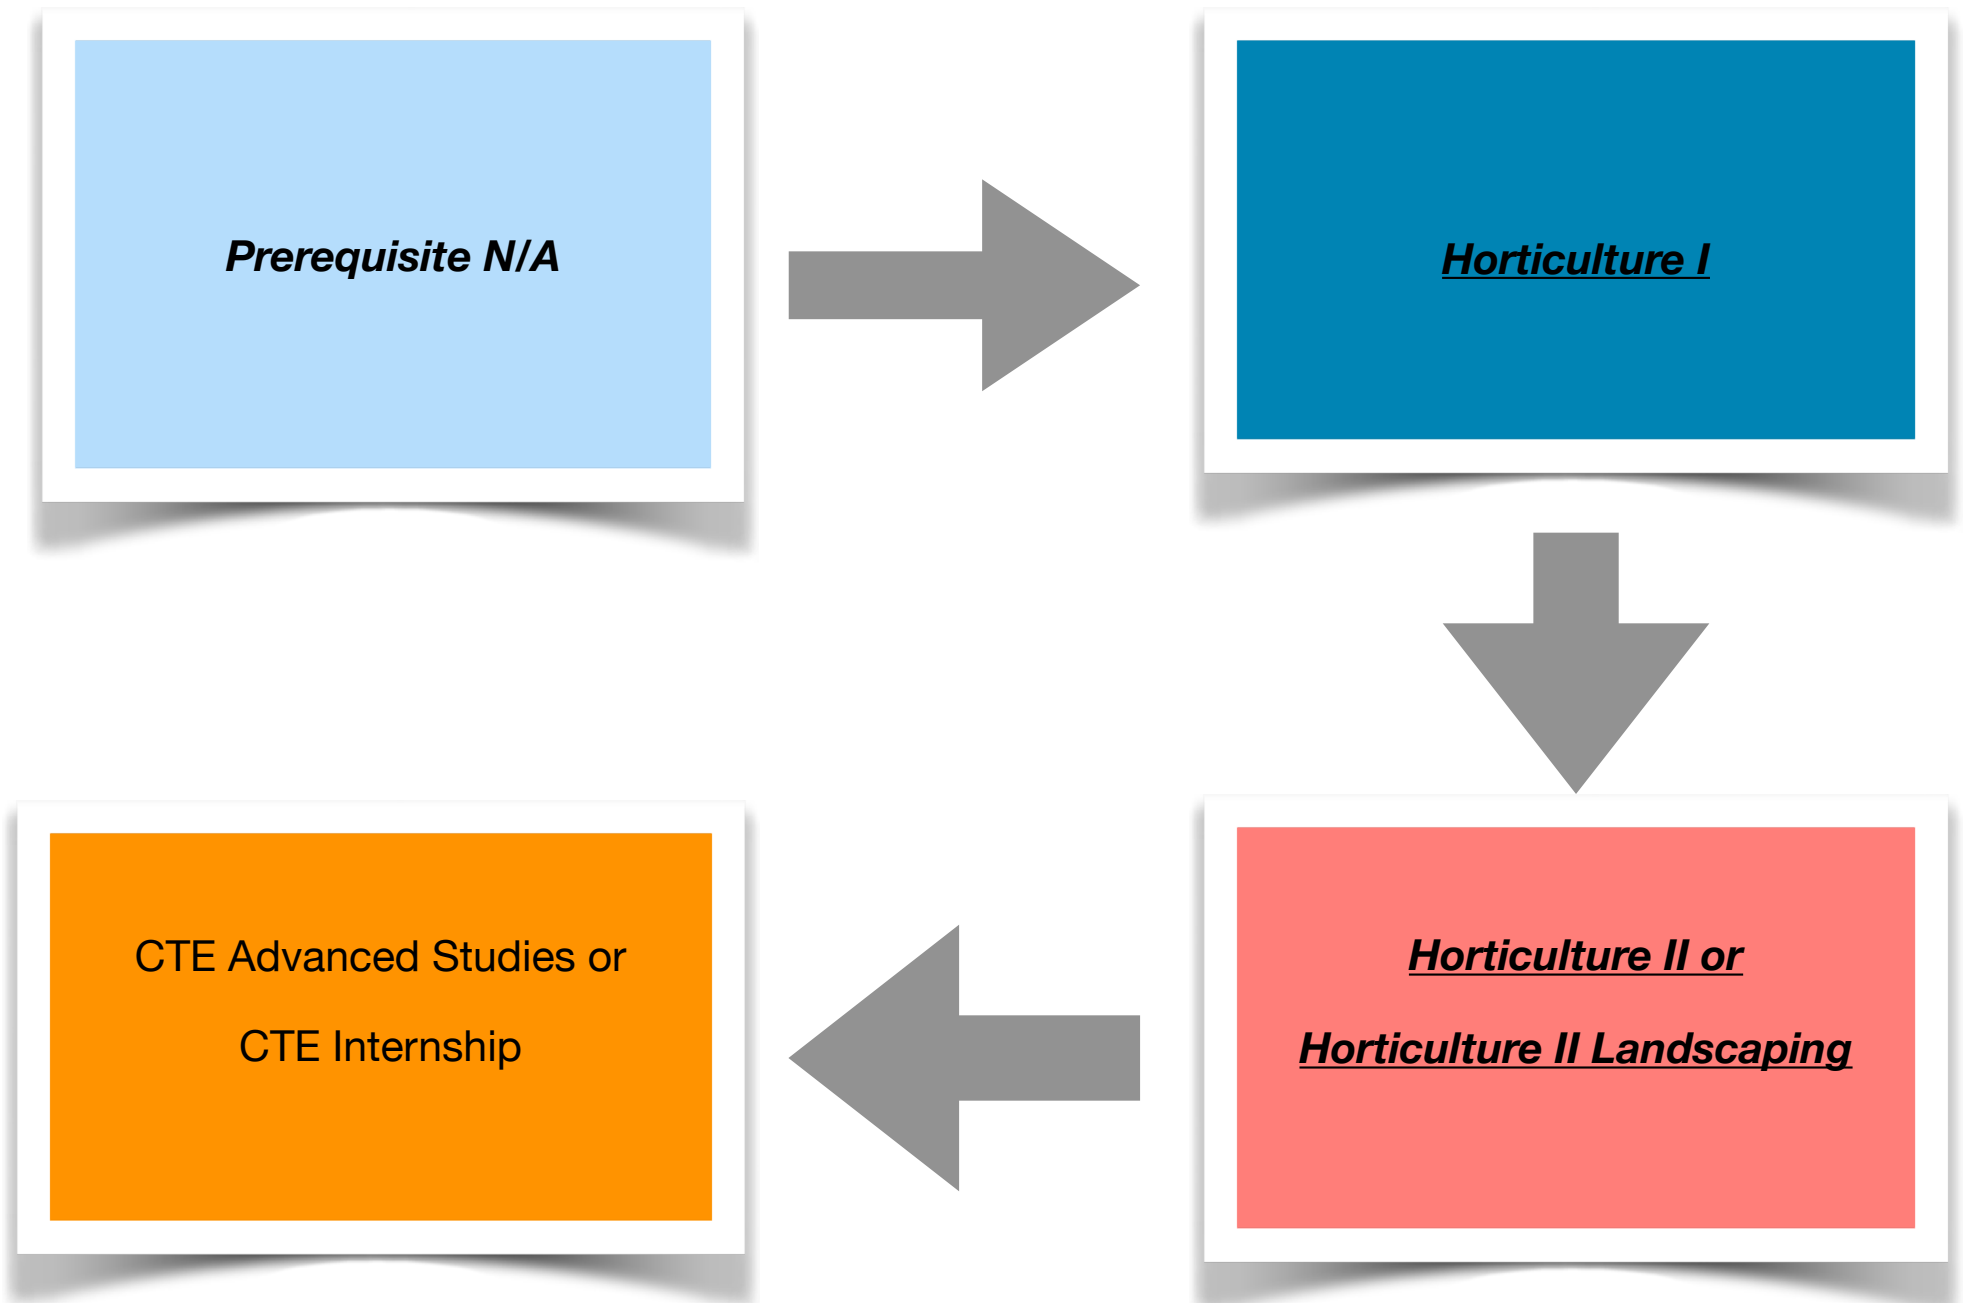 Prerequisite N/A
Horticulture I
Horticulture II or
Horticulture II Landscaping
CTE Advanced Studies or
CTE Internship